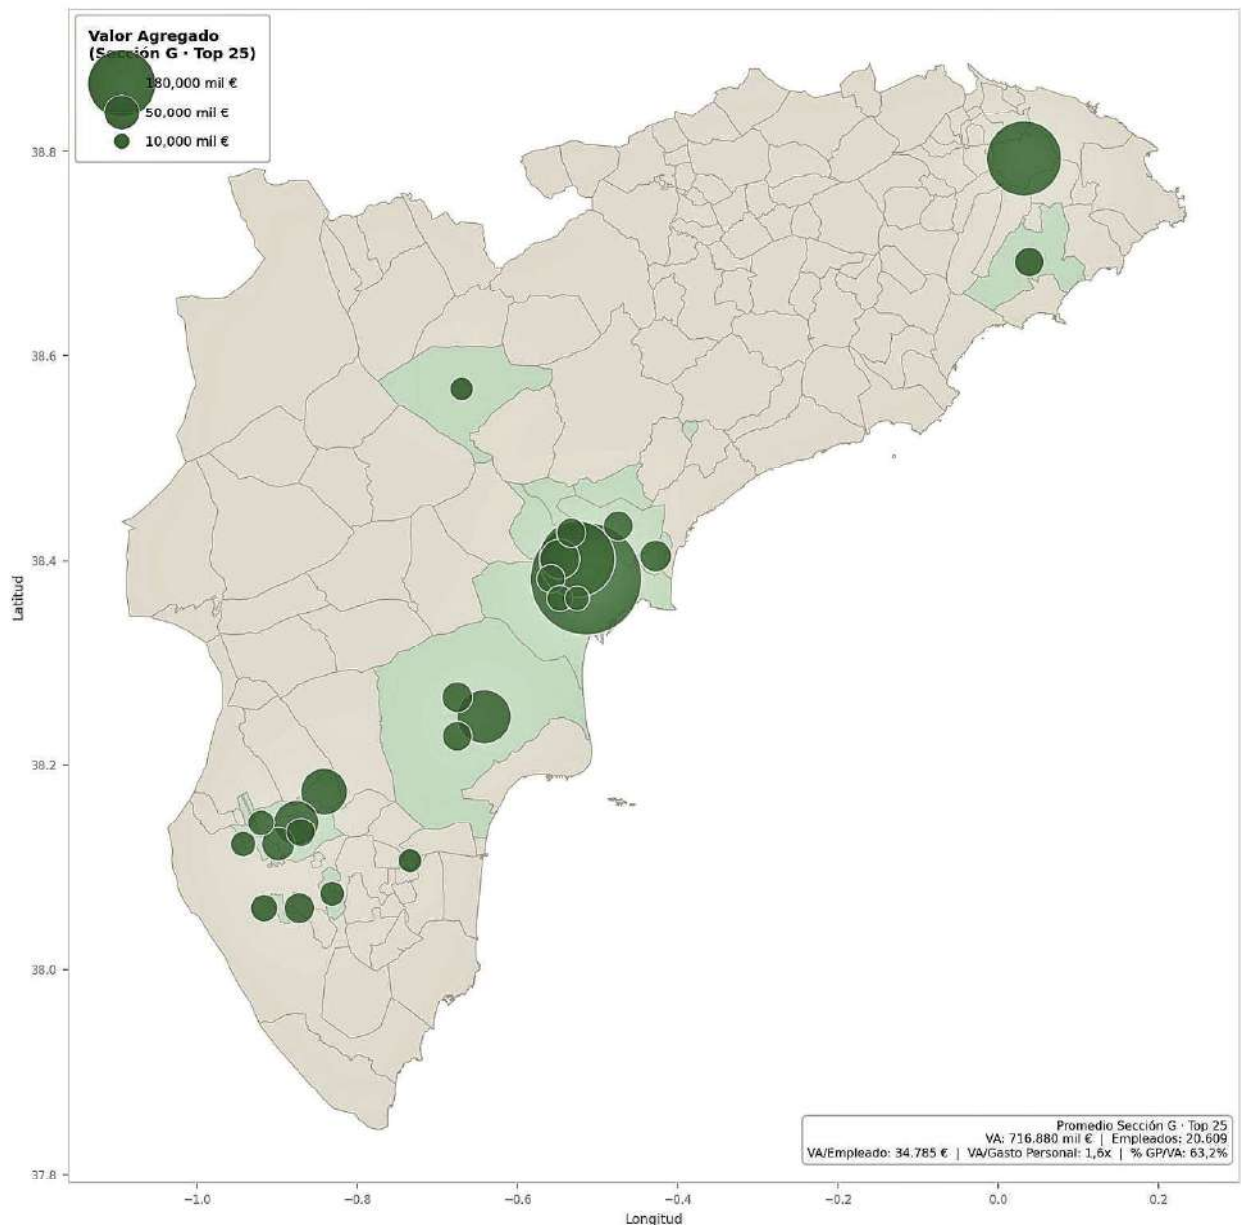 Valor Agregado
(Sección G · Top 25)
180,000 mil €
50,000 mil €
10,000 mil €
38.8
38.6
38.4
38.2
38.0
37.8
Latitud
−1.0
−0.8
−0.6
−0.4
−0.2
0.0
0.2
Longitud
Promedio Sección G · Top 25
VA: 716.880 mil € | Empleados: 20.609
VA/Empleado: 34.785 € | VA/Gasto Personal: 1,6x | % GP/VA: 63,2%